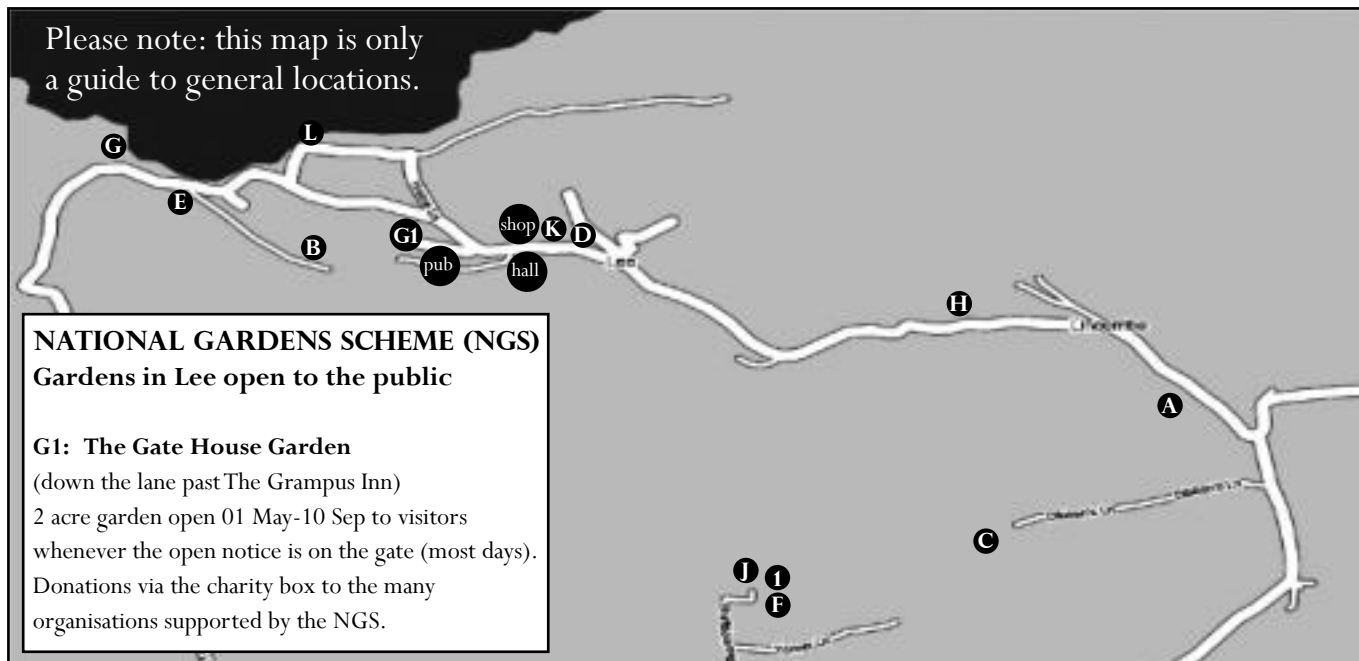 Please note: this map is only
a guide to general locations.
L
G
E
B
G1
shop
K
D
pub
hall
Lee
H
A
C
J
1
F
NATIONAL GARDENS SCHEME (NGS)
Gardens in Lee open to the public
G1: The Gate House Garden
(down the lane past The Grampus Inn)
2 acre garden open 01 May-10 Sep to visitors
whenever the open notice is on the gate (most days).
Donations via the charity box to the many
organisations supported by the NGS.